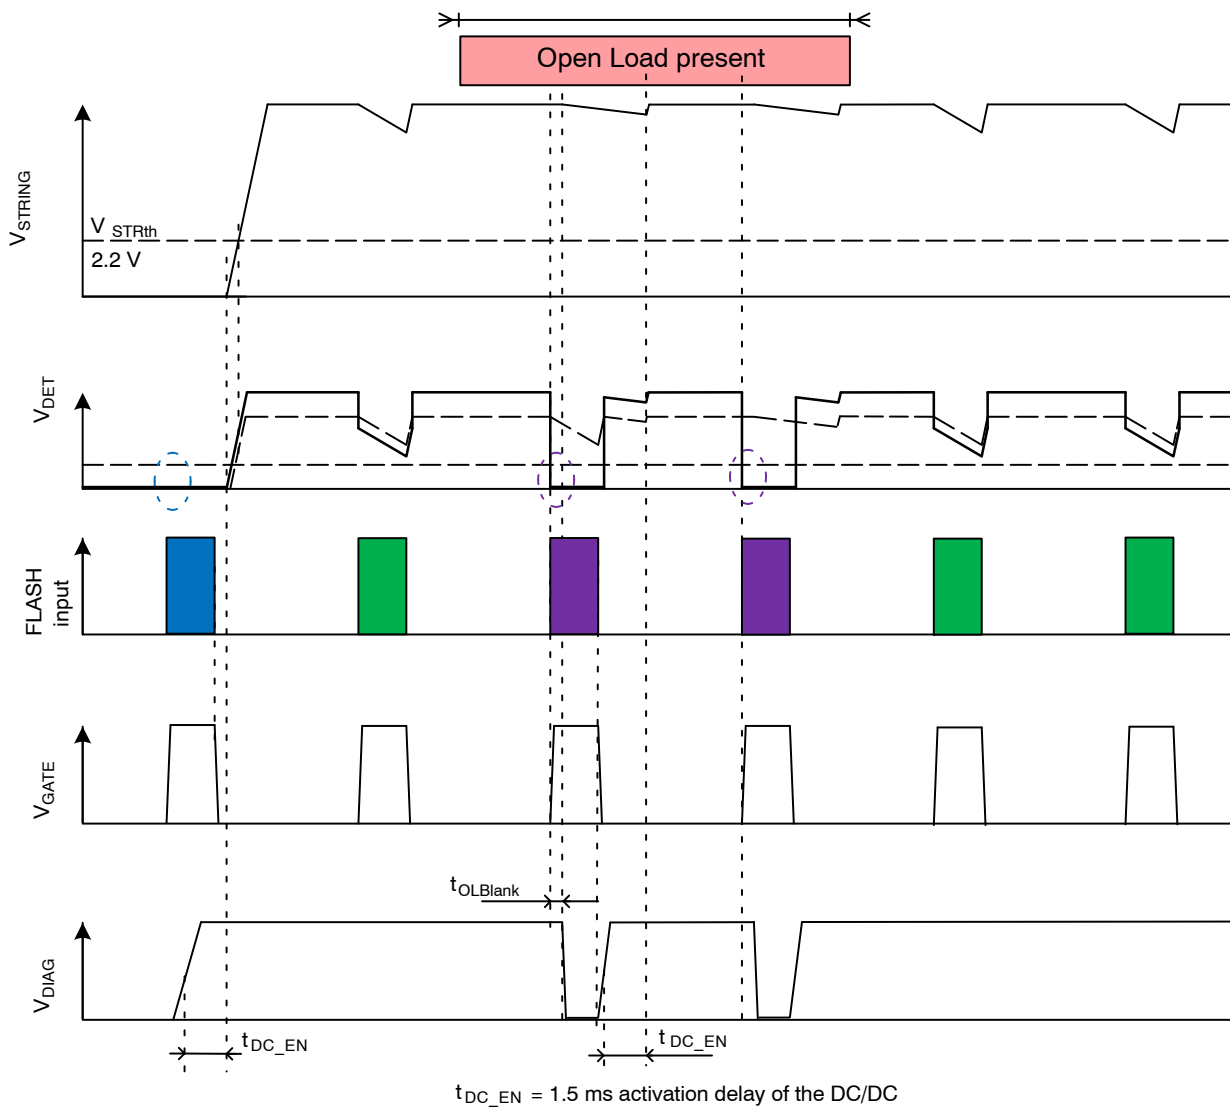 Open Load present
VSTRING
V STRth
2.2 V
VDET
FLASH
input
VGATE
tOLBlank
VDIAG
tDC_EN
tDC_EN
tDC_EN = 1.5 ms activation delay of the DC/DC